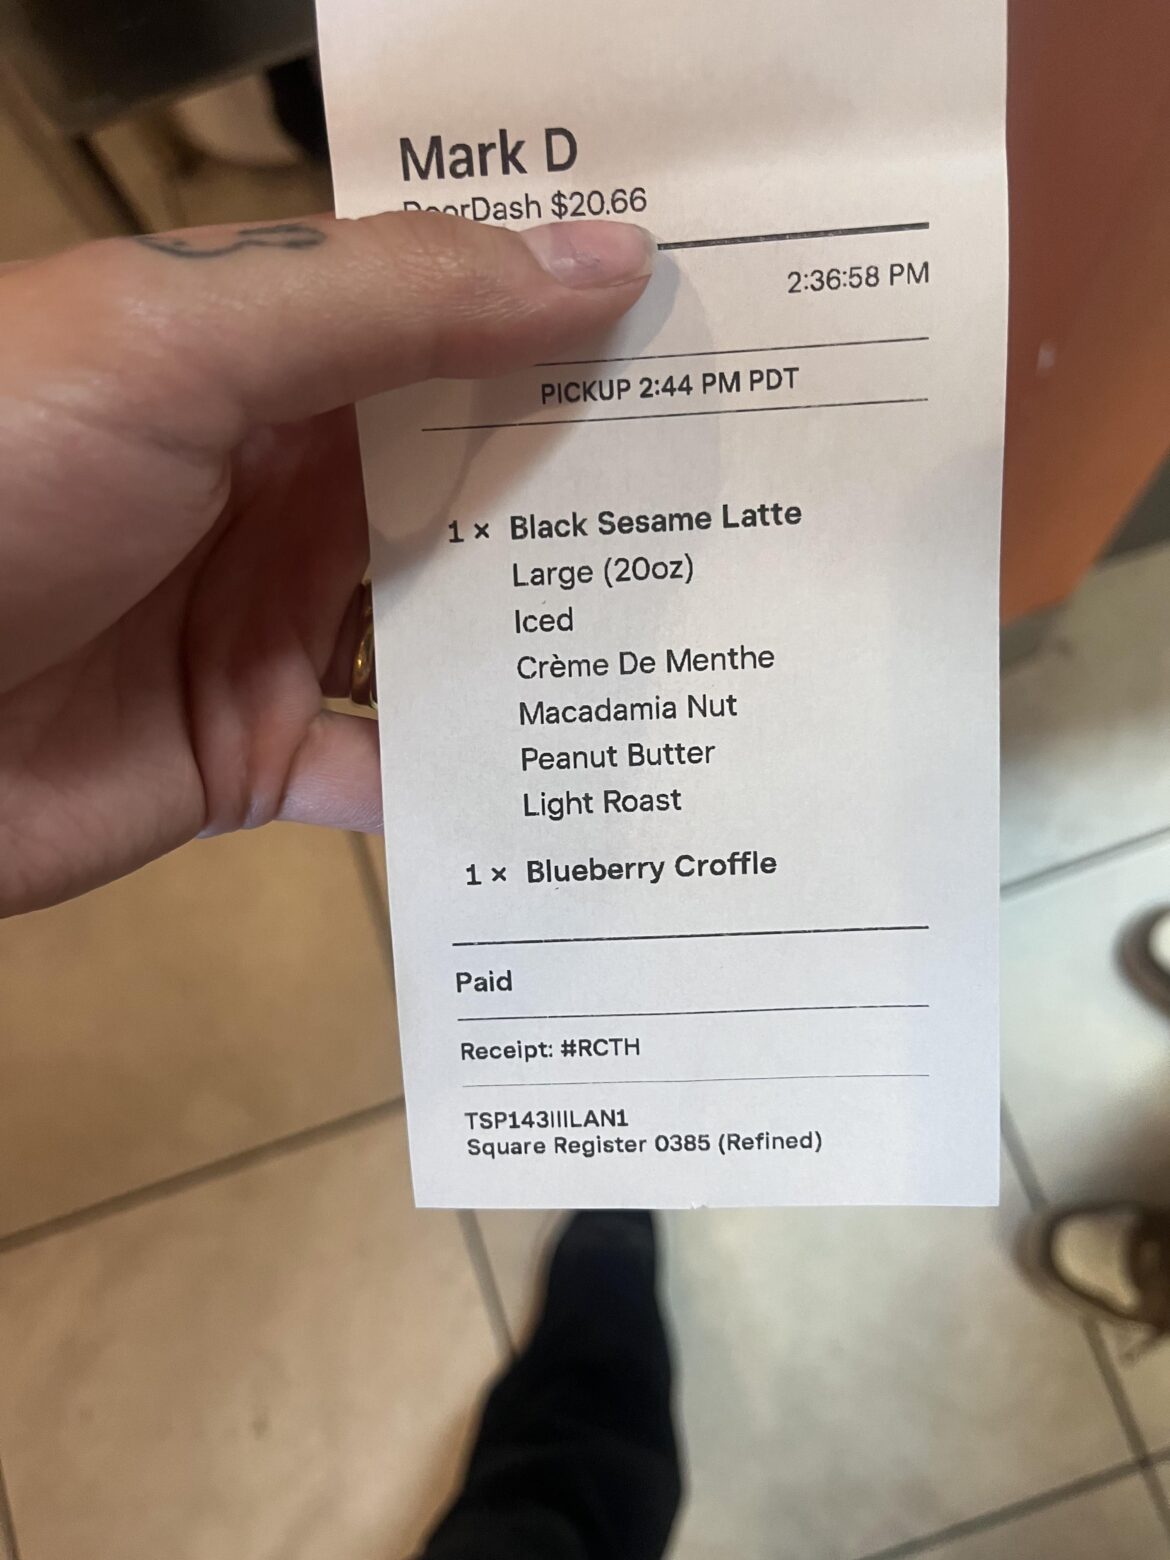 Mark D
DoorDash $20.66
2:36:58 PM
PICKUP 2:44 PM PDT
1 × Black Sesame Latte
Large (20oz)
Iced
Crème De Menthe
Macadamia Nut
Peanut Butter
Light Roast
1 × Blueberry Croffle
Paid
Receipt: #RCTH
TSP143IIILAN1
Square Register 0385 (Refined)